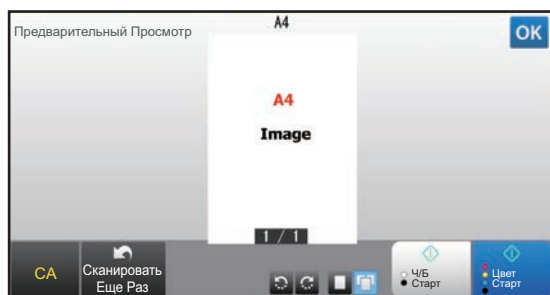 Предварительный Просмотр
A4
OK
A4
Image
1 / 1
CA
Сканировать
Еще Раз
Ч/Б
Старт
Цвет
Старт